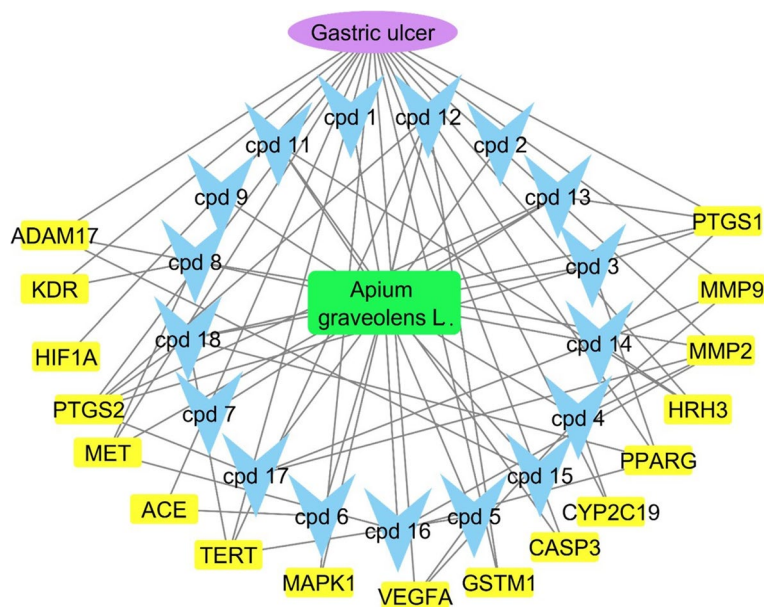 Gastric ulcer
cpd 1
cpd 12
cpd 11
cpd 2
cpd 9
cpd 13
ADAM17
PTGS1
cpd 8
cpd 3
KDR
MMP9
Apium
graveolens L.
cpd 18
cpd 14
HIF1A
MMP2
PTGS2
cpd 7
cpd 4
HRH3
MET
PPARG
cpd 17
cpd 15
ACE
cpd 6
cpd 16
cpd 5
CYP2C19
TERT
CASP3
MAPK1
VEGFA
GSTM1